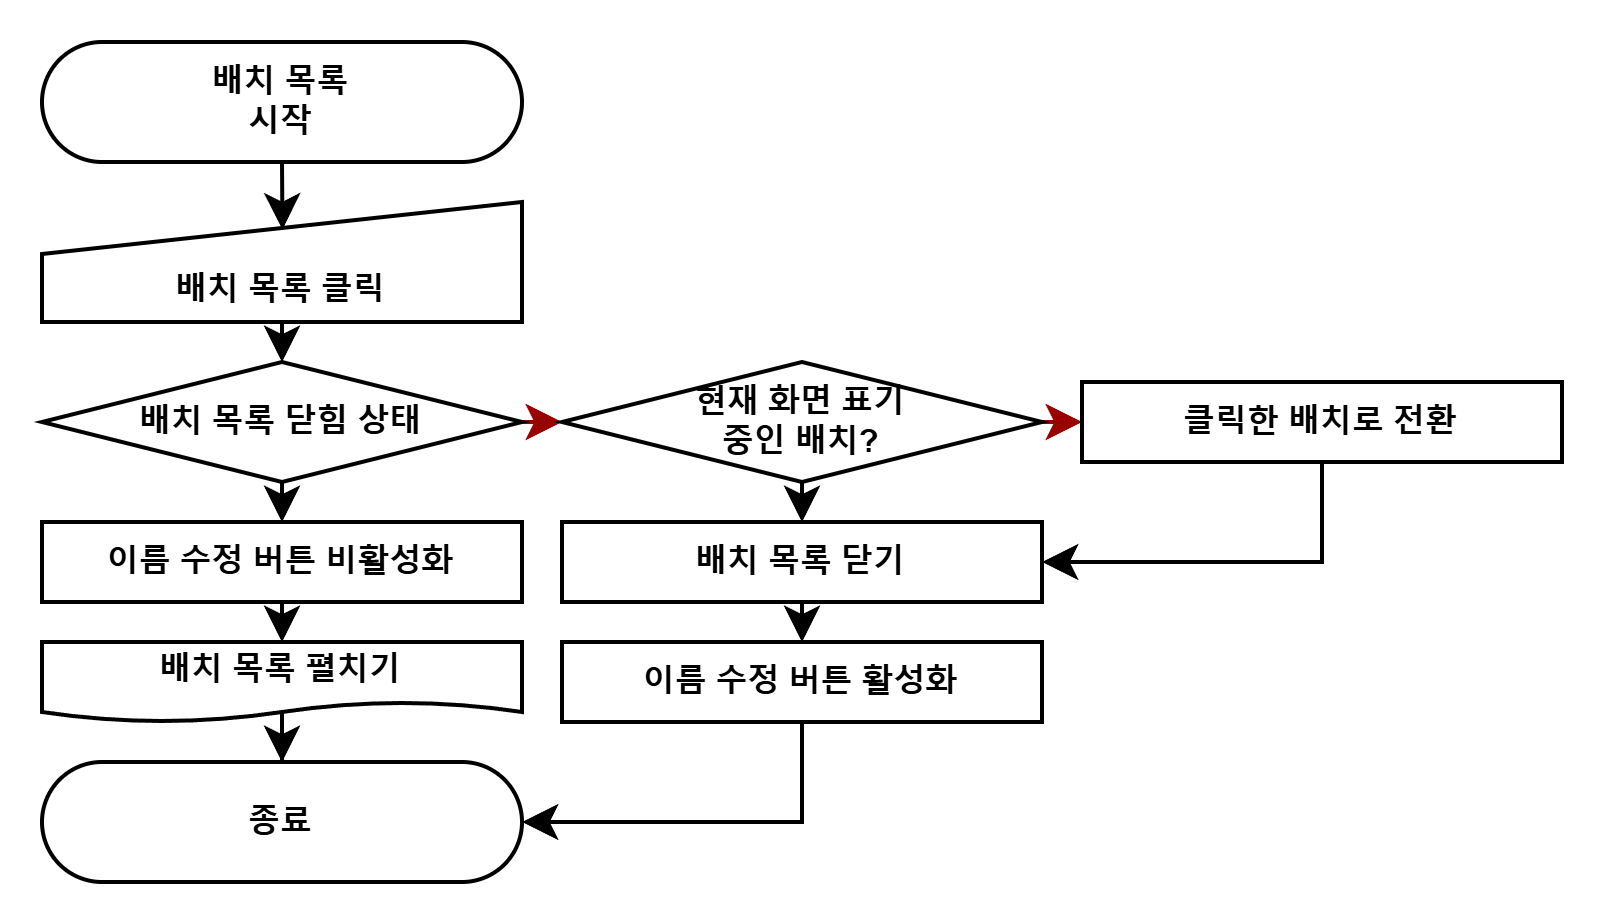 배치 목록
시작
배치 목록 클릭
배치 목록 닫힘 상태
현재 화면 표기
중인 배치?
클릭한 배치로 전환
이름 수정 버튼 비활성화
배치 목록 닫기
배치 목록 펼치기
이름 수정 버튼 활성화
종료